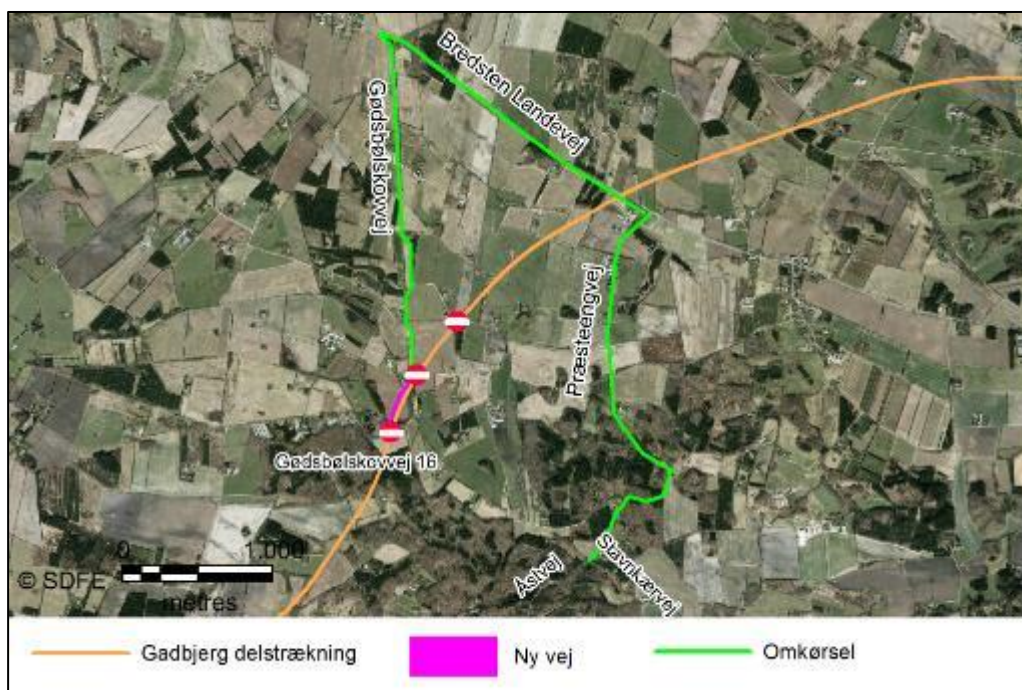 Bredsten Landevej
Gødsbølskovvej
Præsteengvej
Gødsbølskovvej 16
Åstvej
Stavnkærvej
0 1.000
© SDFE
metres
Gadbjerg delstrækning
Ny vej
Omkørsel